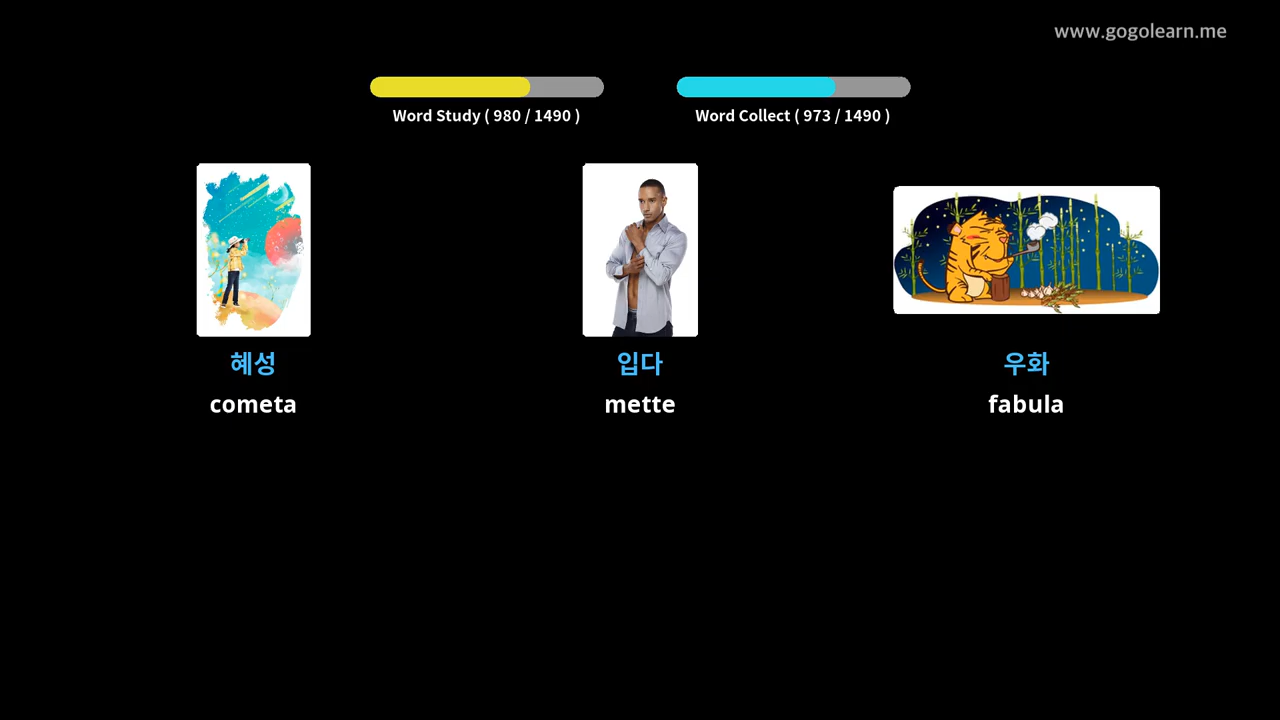 www.gogolearn.me
Word Study ( 980 / 1490 )
Word Collect ( 973 / 1490 )
혜성
cometa
입다
mette
우화
fabula